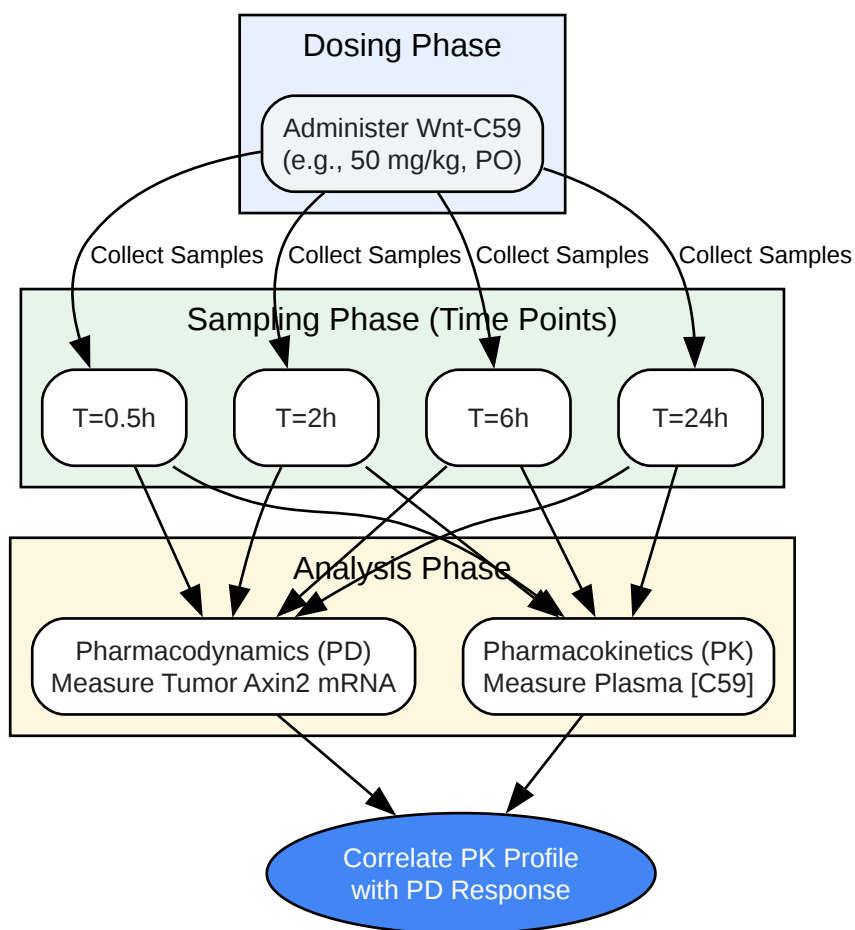 Dosing Phase
Administer Wnt-C59
(e.g., 50 mg/kg, PO)
Collect Samples
Collect Samples
Collect Samples
Collect Samples
Sampling Phase (Time Points)
T=0.5h
T=2h
T=6h
T=24h
Analysis Phase
Pharmacodynamics (PD)
Measure Tumor Axin2 mRNA
Pharmacokinetics (PK)
Measure Plasma [C59]
Correlate PK Profile
with PD Response